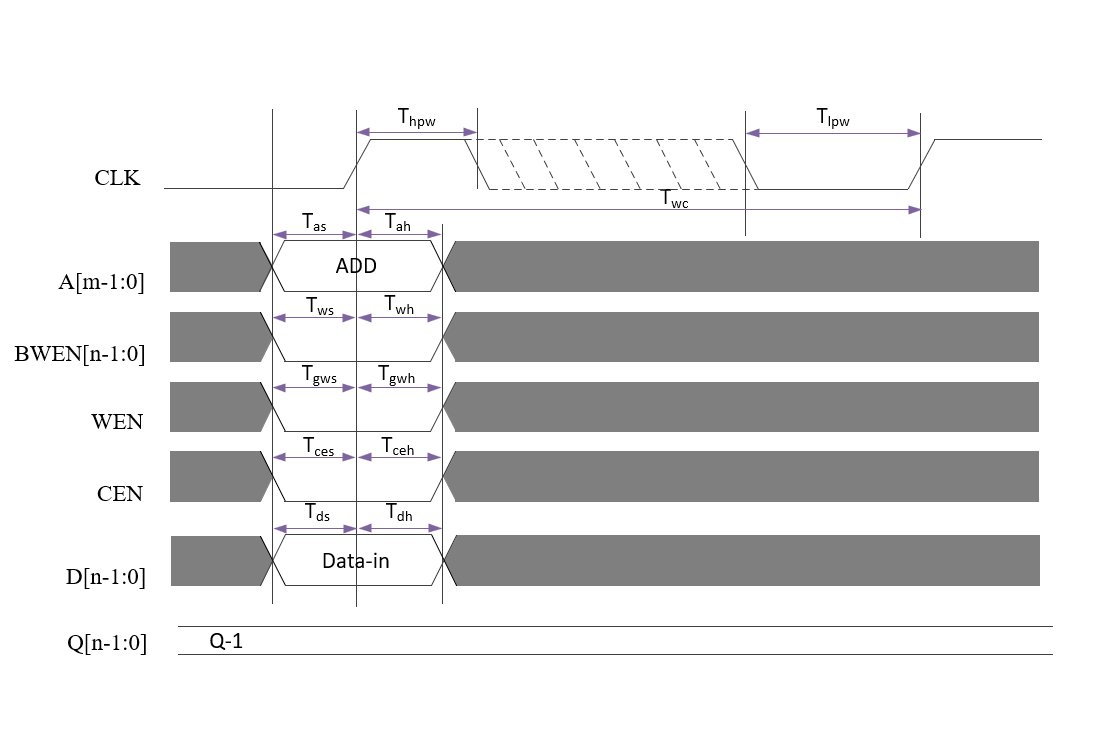 Thpw
Tlpw
CLK
Twc
Tas
Tah
A[m-1:0]
ADD
Tws
Twh
BWEN[n-1:0]
Tgws
Tgwh
WEN
Tces
Tceh
CEN
Tds
Tdh
D[n-1:0]
Data-in
Q[n-1:0]
Q-1